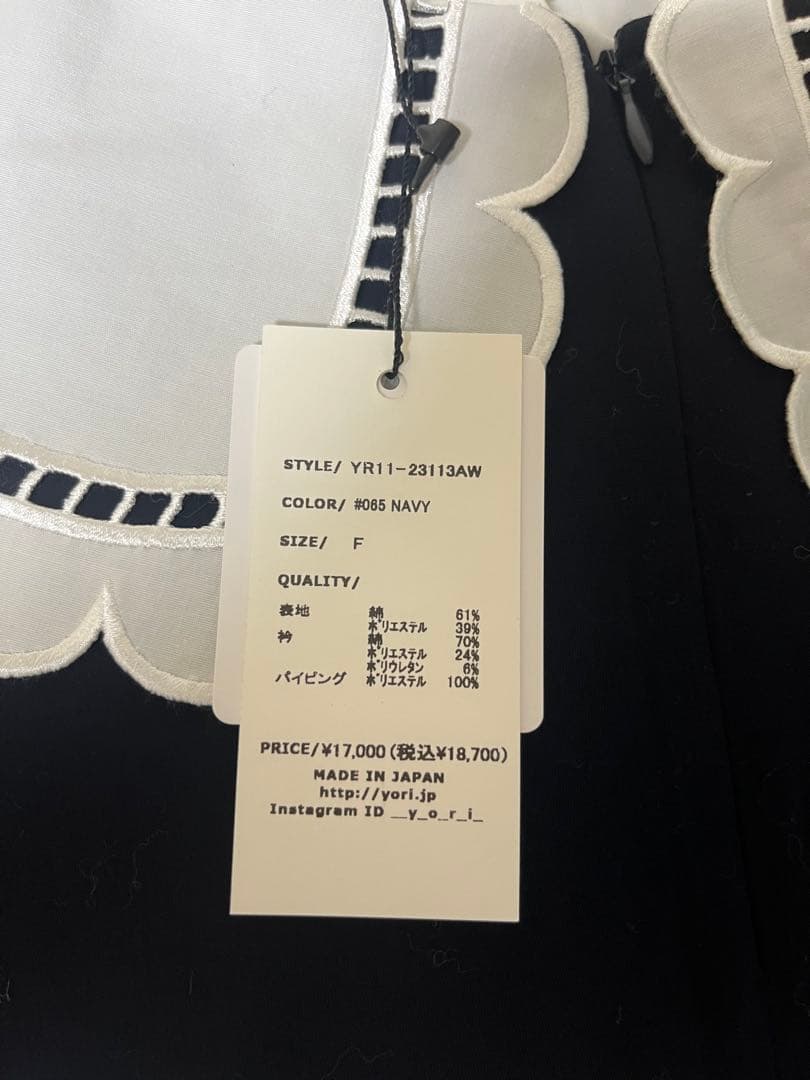 STYLE/ YR11-23113AW
COLOR/ #065 NAVY
SIZE/ F
QUALITY/
表地 綿 61%
ポリエステル 39%
衿 綿 70%
ポリエステル 24%
ポリウレタン 6%
パイピング ポリエステル 100%
PRICE/¥17,000(税込¥18,700)
MADE IN JAPAN
http://yori.jp
Instagram ID __y_o_r_i_